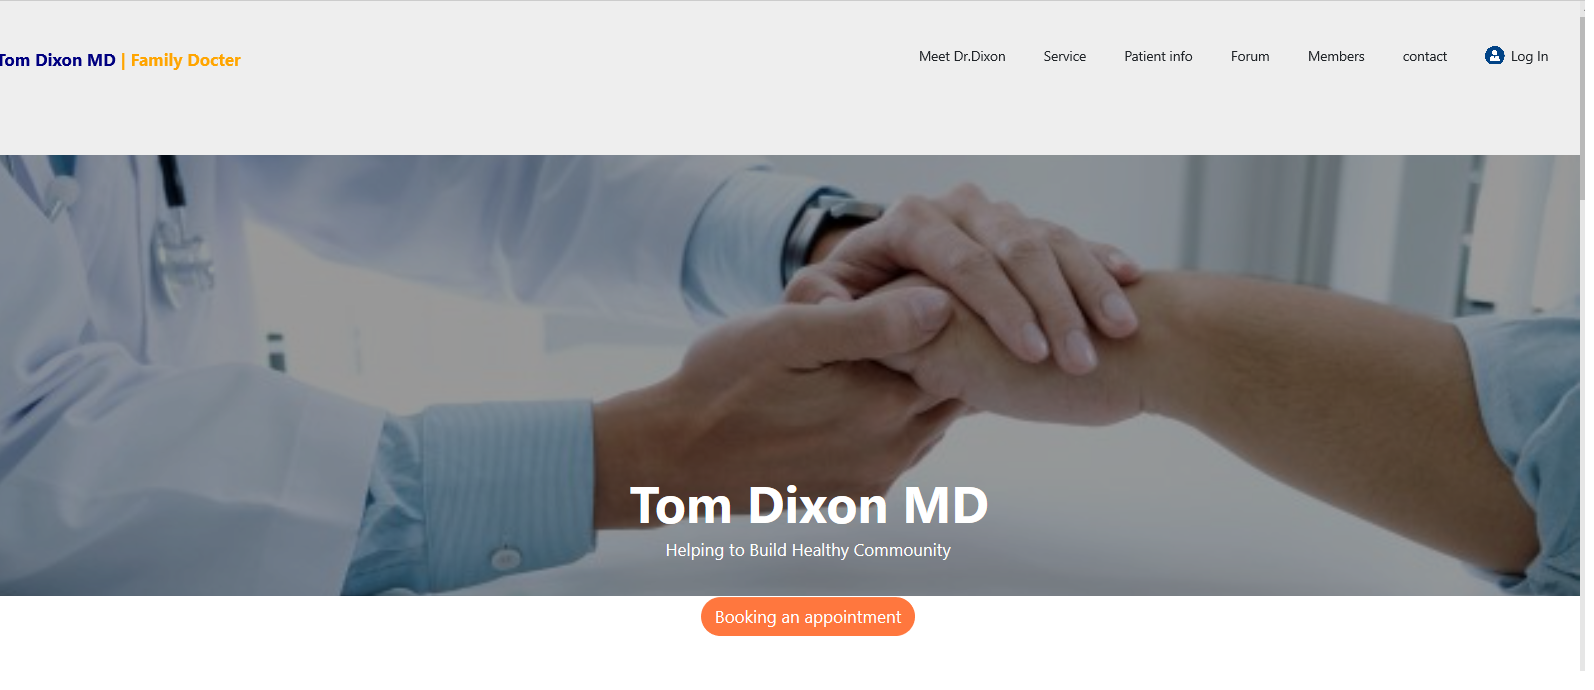 Tom Dixon MD | Family Docter
Meet Dr.Dixon Service Patient info Forum Members contact Log In
Tom Dixon MD
Helping to Build Healthy Commounity
Booking an appointment